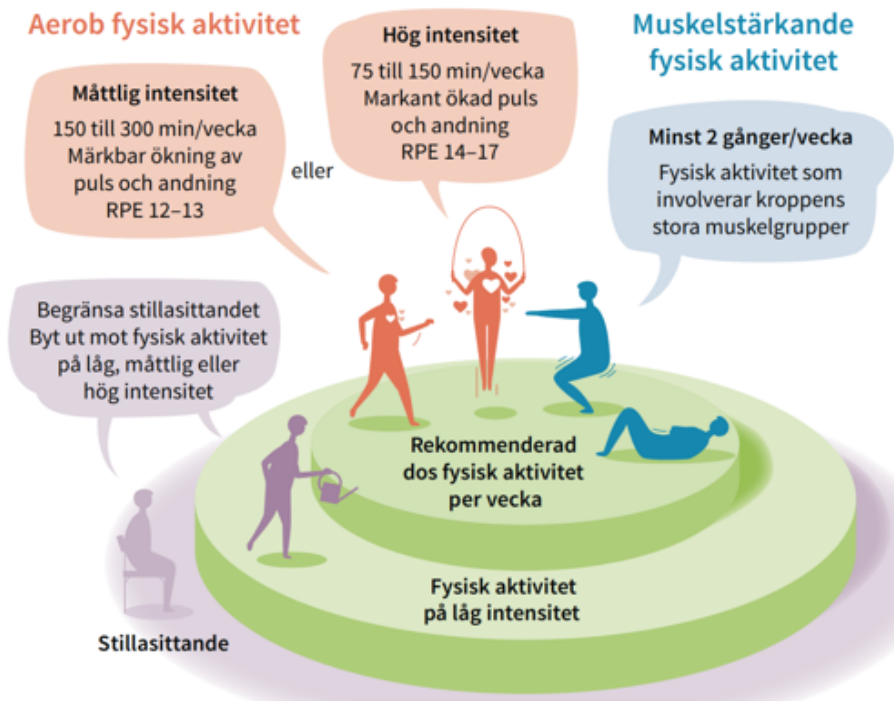 Aerob fysisk aktivitet
Måttlig intensitet
150 till 300 min/vecka
Märkbar ökning av
puls och andning
RPE 12–13
eller
Hög intensitet
75 till 150 min/vecka
Markant ökad puls
och andning
RPE 14–17
Muskelstärkande
fysisk aktivitet
Minst 2 gånger/vecka
Fysisk aktivitet som
involverar kroppens
stora muskelgrupper
Begränsa stillasittandet
Byt ut mot fysisk aktivitet
på låg, måttlig eller
hög intensitet
Rekommenderad
dos fysisk aktivitet
per vecka
Fysisk aktivitet
på låg intensitet
Stillasittande